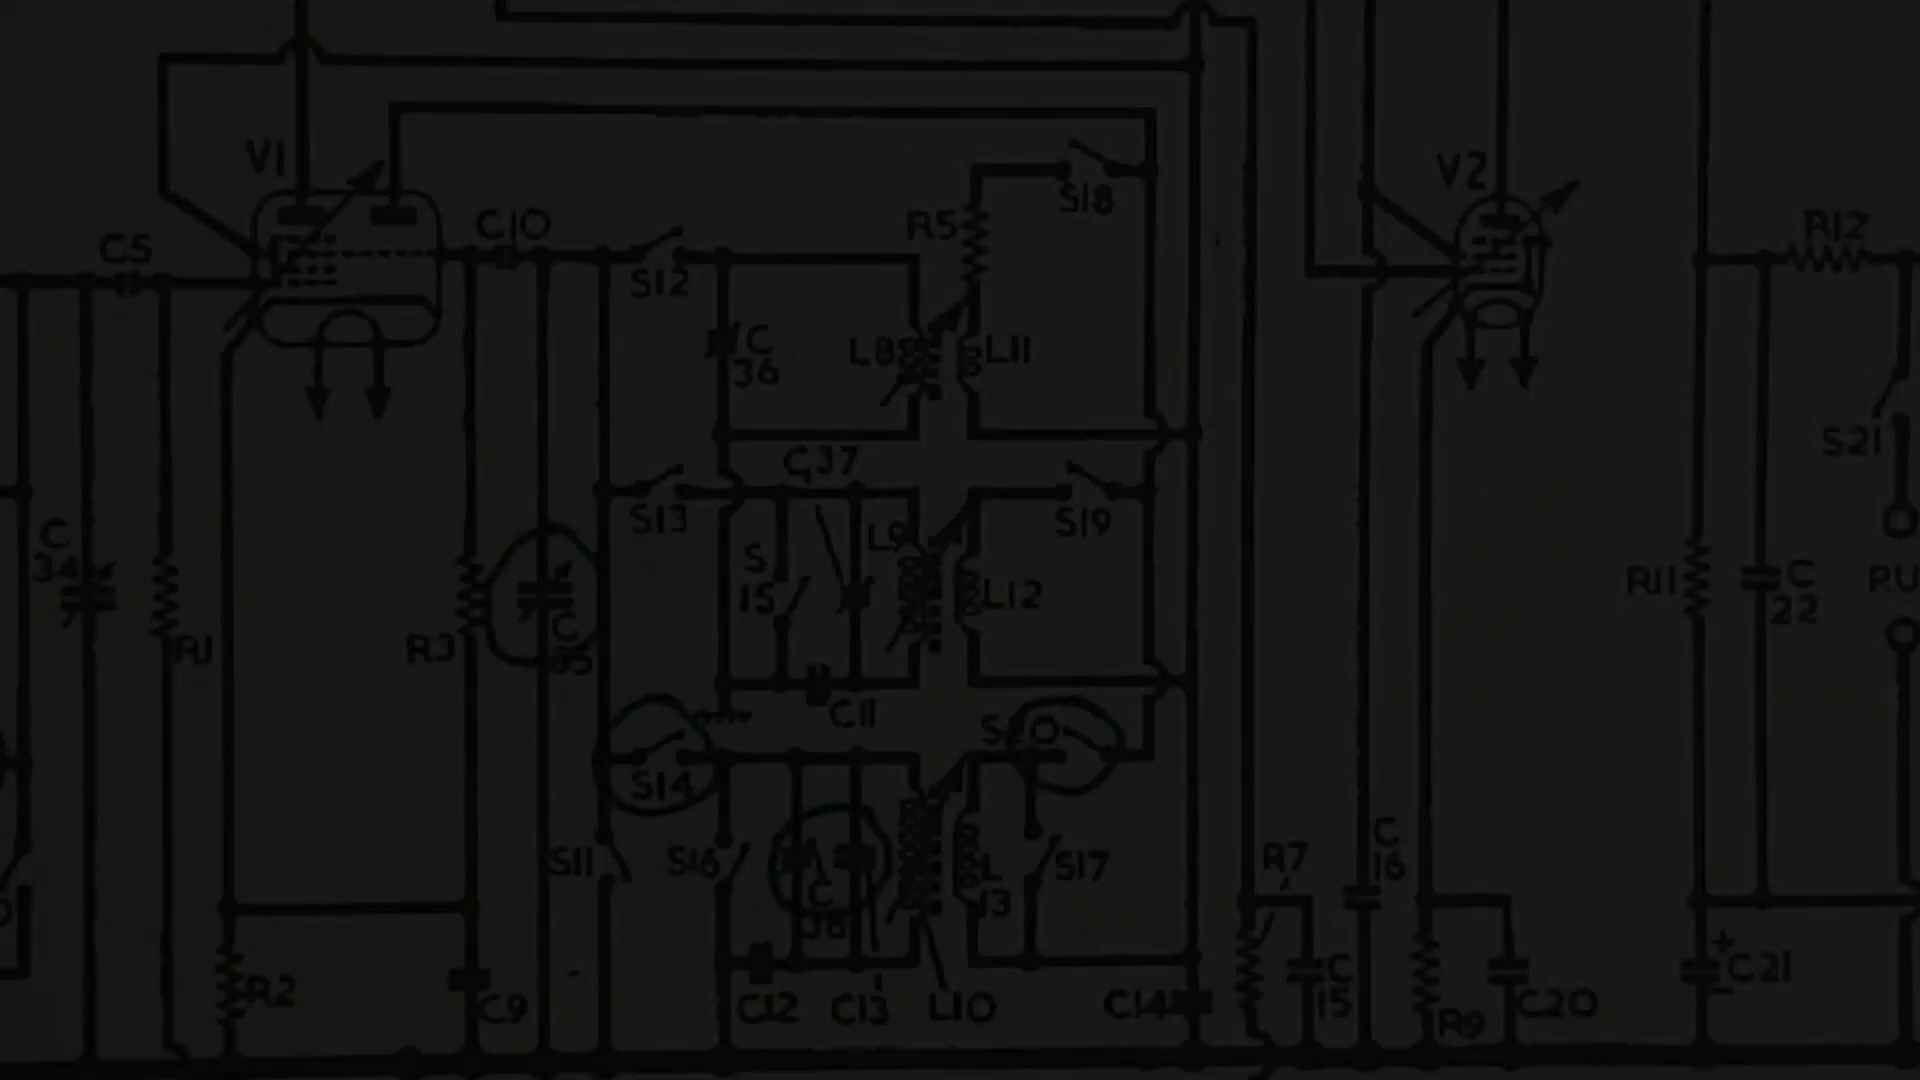 V1
V2
C5
C10
S18
R5
R12
S12
C
36
L8
L11
S21
C37
S13
S19
C
34
S
15
L9
L12
R11
C
22
PU
R1
R3
C
35
C11
S14
S20
S11
S16
C
L
13
S17
R7
C
16
R2
C9
C12
C13
L10
C14
C
15
R9
C20
+
C21
−